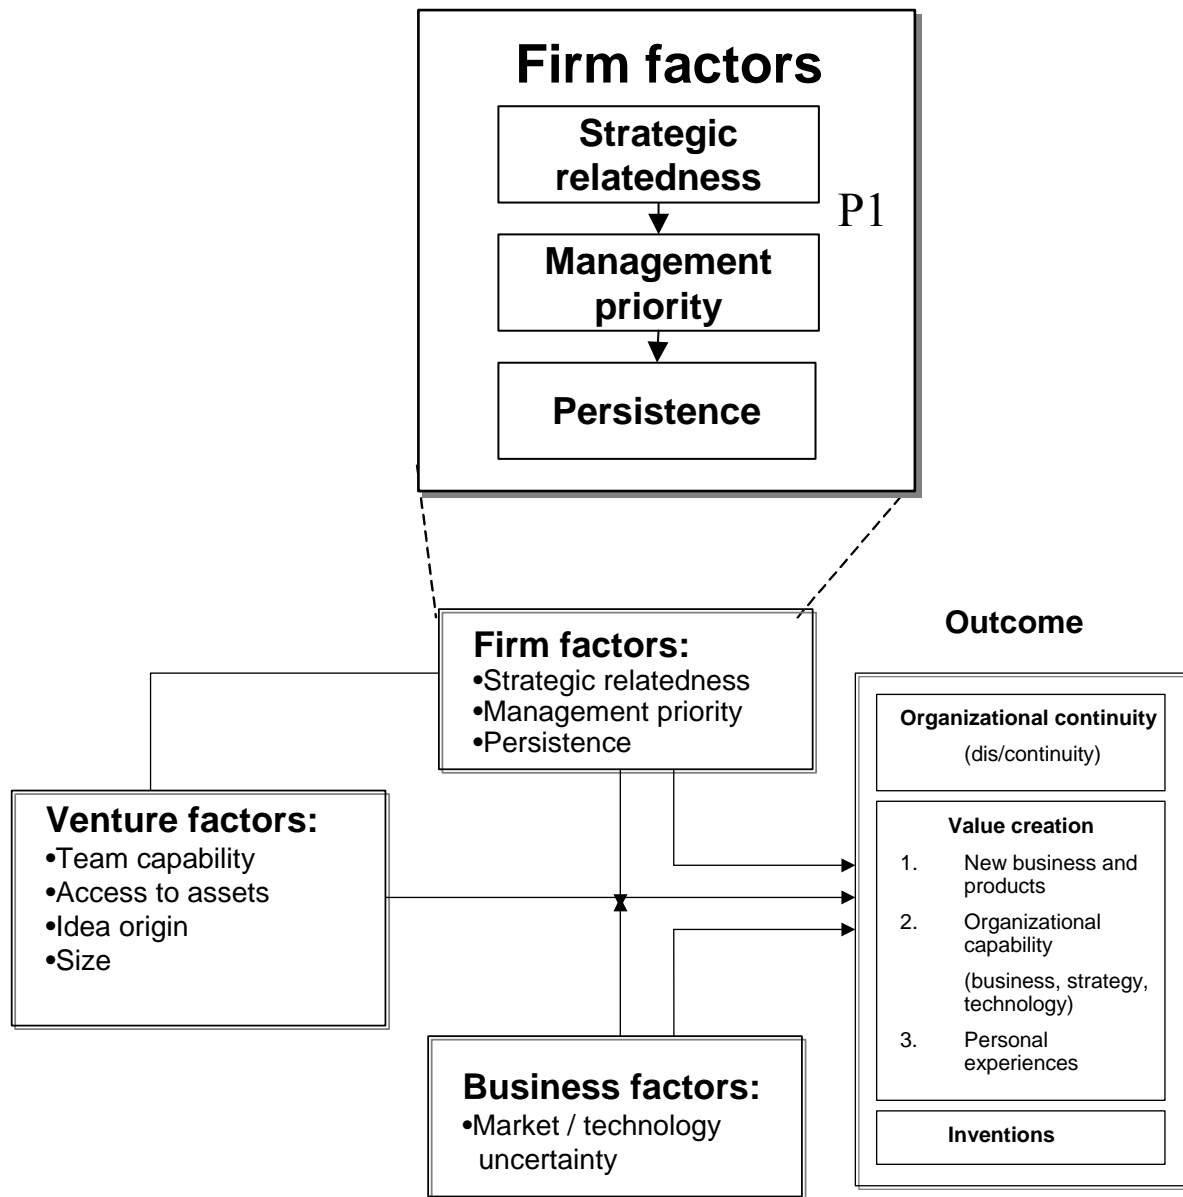 Firm factors
Strategic
relatedness
P1
Management
priority
Persistence
Outcome
Firm factors:
•Strategic relatedness
•Management priority
•Persistence
Organizational continuity
(dis/continuity)
Venture factors:
•Team capability
•Access to assets
•Idea origin
•Size
Value creation
1. New business and
products
2. Organizational
capability
(business, strategy,
technology)
3. Personal
experiences
Business factors:
•Market / technology
uncertainty
Inventions